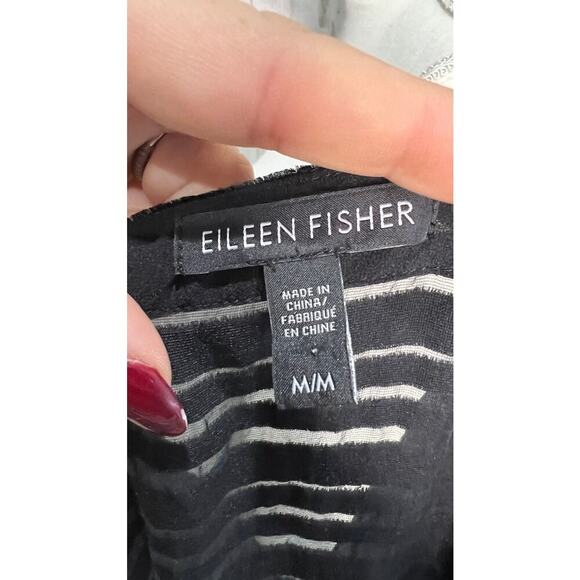 EILEEN FISHER
MADE IN
CHINA/
FABRIQUÉ
EN CHINE
M/M